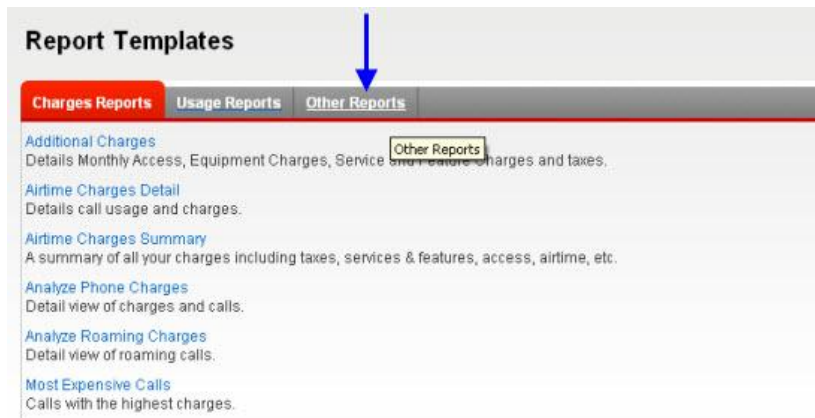 Report Templates
Charges Reports Usage Reports Other Reports
Additional Charges
Other Reports
Details Monthly Access, Equipment Charges, Service and Feature Charges and taxes.
Airtime Charges Detail
Details call usage and charges.
Airtime Charges Summary
A summary of all your charges including taxes, services & features, access, airtime, etc.
Analyze Phone Charges
Detail view of charges and calls.
Analyze Roaming Charges
Detail view of roaming calls.
Most Expensive Calls
Calls with the highest charges.